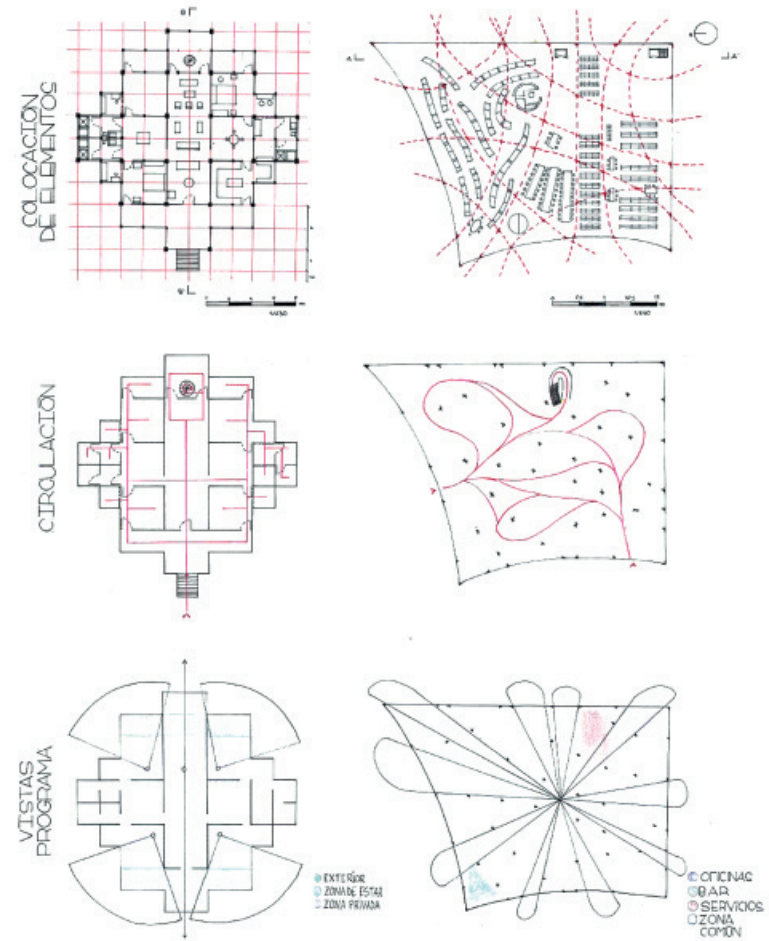 COLOCACIÓN
DE ELEMENTOS
B
A
A'
CIRCULACIÓN
VISTAS
PROGRAMA
EXTERIOR
ZONA DE ESTAR
ZONA PRIVADA
OFICINAS
BAR
SERVICIOS
ZONA
COMÚN